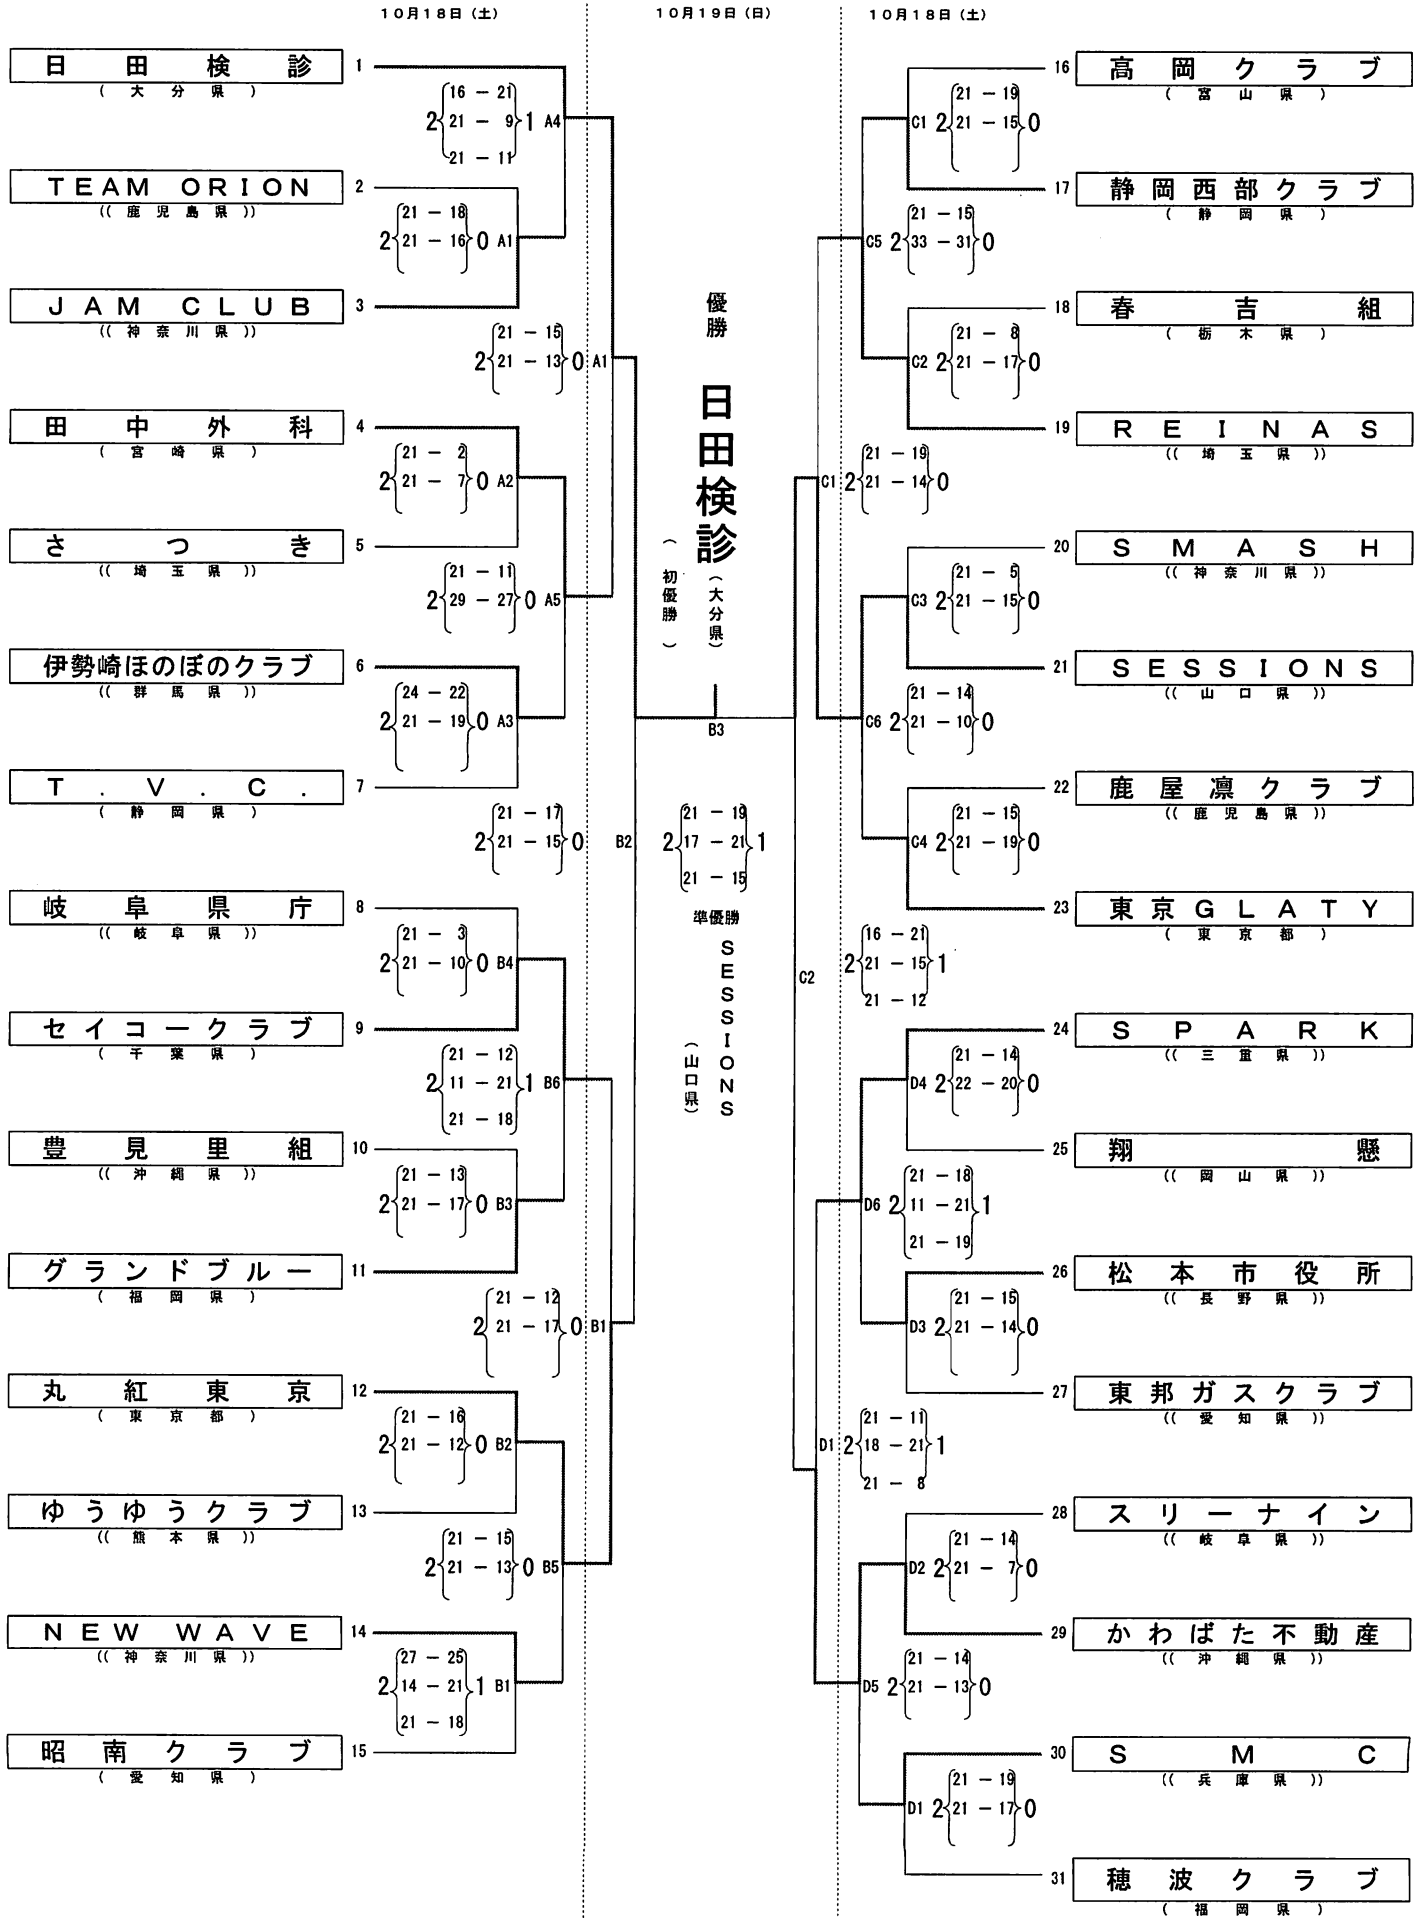 10月18日（土）
10月19日（日）
10月18日（土）
日田検診 1
（大分県）
16 － 21
2 21 － 9 1 A4
21 － 11
TEAM ORION 2
（（鹿児島県））
21 － 18
2 21 － 16 0 A1
JAM CLUB 3
（（神奈川県））
21 － 15
2 21 － 13 0 A1
田中外科 4
（宮崎県）
21 － 2
2 21 － 7 0 A2
さつき 5
（（埼玉県））
21 － 11
2 29 － 27 0 A5
伊勢崎ほのぼのクラブ 6
（（群馬県））
24 － 22
2 21 － 19 0 A3
T.V.C. 7
（静岡県）
21 － 17
2 21 － 15 0 B2
岐阜県庁 8
（（岐阜県））
21 － 3
2 21 － 10 0 B4
セイコークラブ 9
（千葉県）
21 － 12
2 11 － 21 1 B6
21 － 18
豊見里組 10
（（沖縄県））
21 － 13
2 21 － 17 0 B3
グランドブルー 11
（福岡県）
21 － 12
2 21 － 17 0 B1
丸紅東京 12
（東京都）
21 － 16
2 21 － 12 0 B2
ゆうゆうクラブ 13
（（熊本県））
21 － 15
2 21 － 13 0 B5
NEW WAVE 14
（（神奈川県））
27 － 25
2 14 － 21 1 B1
21 － 18
昭南クラブ 15
（愛知県）
優勝
日田検診
（大分県）
（初優勝）
B3
21 － 19
2 17 － 21 1
21 － 15
準優勝
SESSIONS
（山口県）
16 高岡クラブ
（富山県）
21 － 19
C1 2 21 － 15 0
17 静岡西部クラブ
（静岡県）
21 － 15
C5 2 33 － 31 0
18 春吉組
（栃木県）
21 － 8
C2 2 21 － 17 0
19 REINAS
（（埼玉県））
21 － 19
C1 2 21 － 14 0
20 SMASH
（（神奈川県））
21 － 5
C3 2 21 － 15 0
21 SESSIONS
（（山口県））
21 － 14
C6 2 21 － 10 0
22 鹿屋凛クラブ
（（鹿児島県））
21 － 15
C4 2 21 － 19 0
23 東京GLATY
（東京都）
16 － 21
C2 2 21 － 15 1
21 － 12
24 SPARK
（（三重県））
21 － 14
D4 2 22 － 20 0
25 翔懸
（（岡山県））
21 － 18
D6 2 11 － 21 1
21 － 19
26 松本市役所
（（長野県））
21 － 15
D3 2 21 － 14 0
27 東邦ガスクラブ
（（愛知県））
21 － 11
D1 2 18 － 21 1
21 － 8
28 スリーナイン
（（岐阜県））
21 － 14
D2 2 21 － 7 0
29 かわばた不動産
（（沖縄県））
21 － 14
D5 2 21 － 13 0
30 SMC
（（兵庫県））
21 － 19
D1 2 21 － 17 0
31 穂波クラブ
（福岡県）